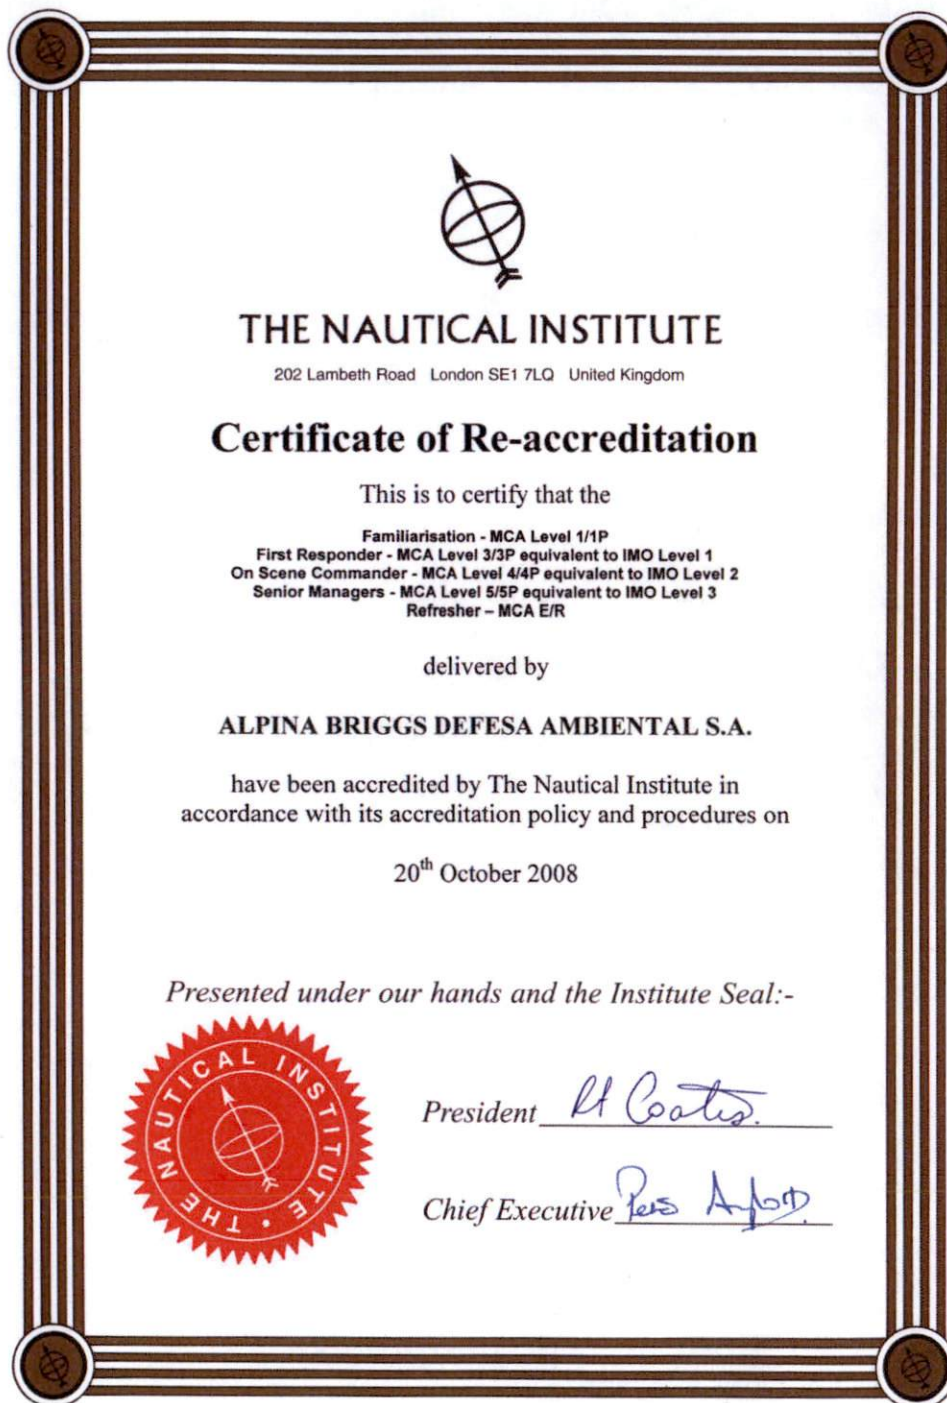 THE NAUTICAL INSTITUTE
202 Lambeth Road London SE1 7LQ United Kingdom
Certificate of Re-accreditation
This is to certify that the
Familiarisation - MCA Level 1/1P
First Responder - MCA Level 3/3P equivalent to IMO Level 1
On Scene Commander - MCA Level 4/4P equivalent to IMO Level 2
Senior Managers - MCA Level 5/5P equivalent to IMO Level 3
Refresher – MCA E/R
delivered by
ALPINA BRIGGS DEFESA AMBIENTAL S.A.
have been accredited by The Nautical Institute in
accordance with its accreditation policy and procedures on
20th October 2008
Presented under our hands and the Institute Seal:-
THE NAUTICAL INSTITUTE
President Coates.
Chief Executive